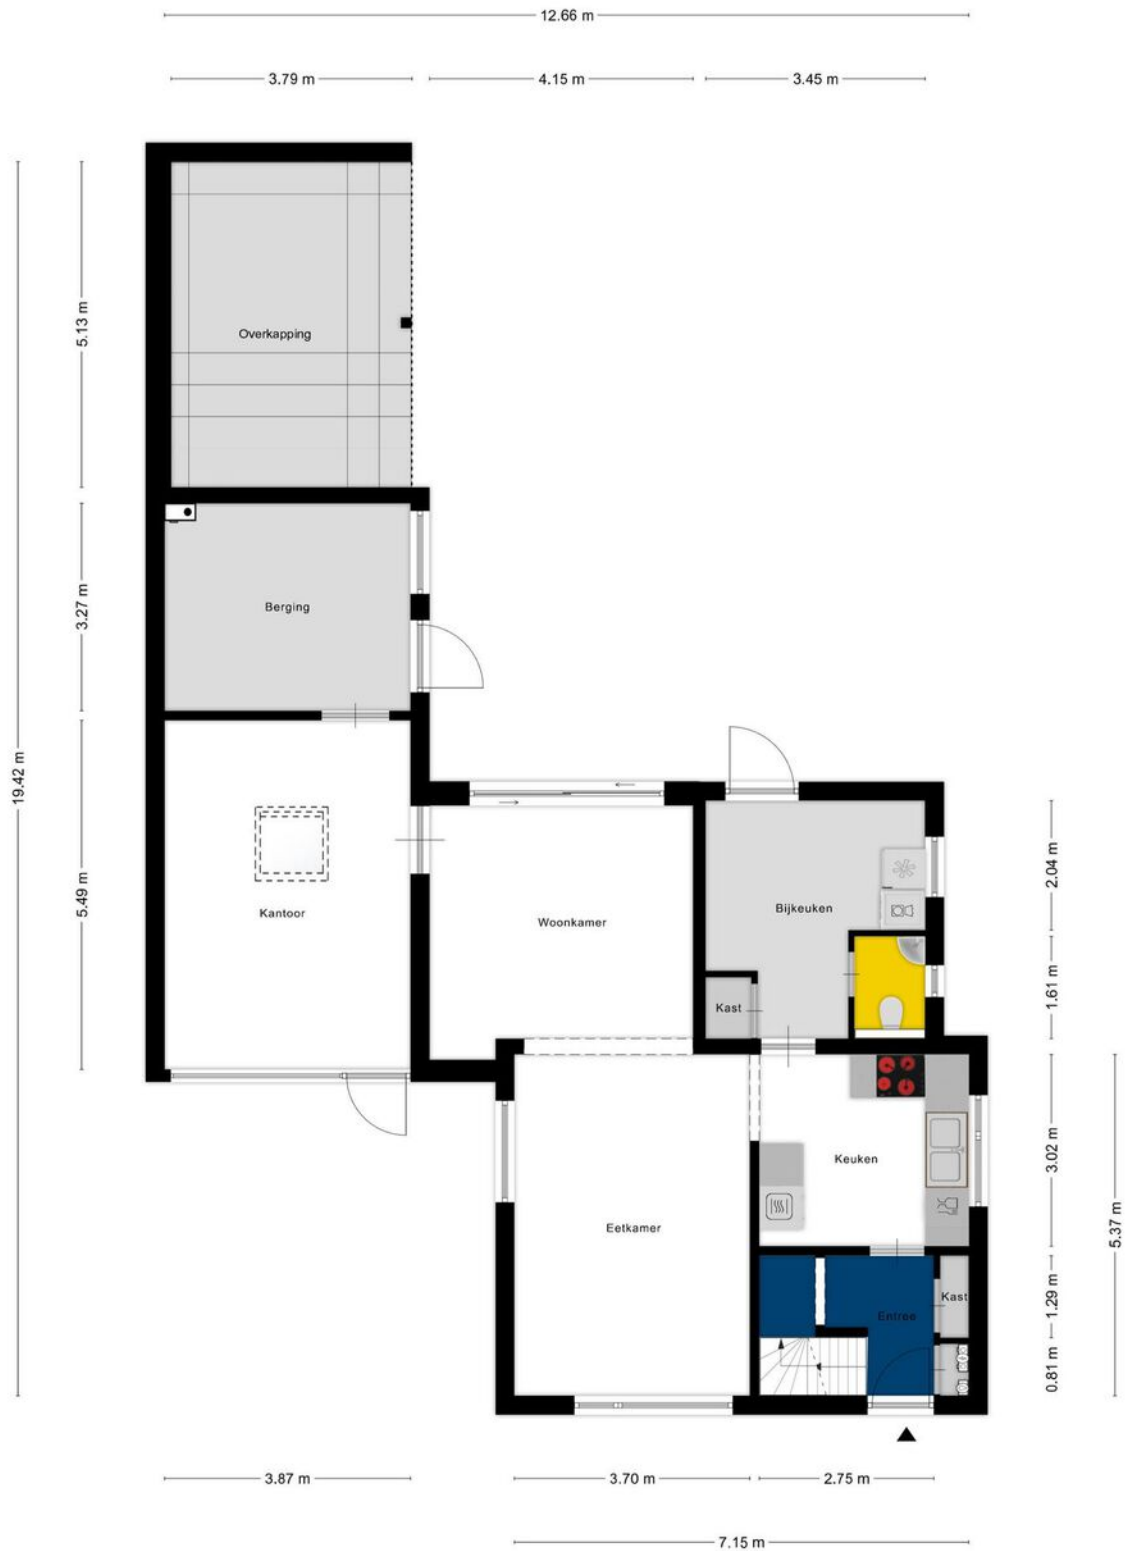 12.66 m
3.79 m
4.15 m
3.45 m
5.13 m
Overkapping
3.27 m
Berging
19.42 m
5.49 m
Kantoor
Woonkamer
Bijkeuken
2.04 m
Kast
1.61 m
Keuken
3.02 m
5.37 m
Eetkamer
Entree
Kast
1.29 m
0.81 m
3.87 m
3.70 m
2.75 m
7.15 m